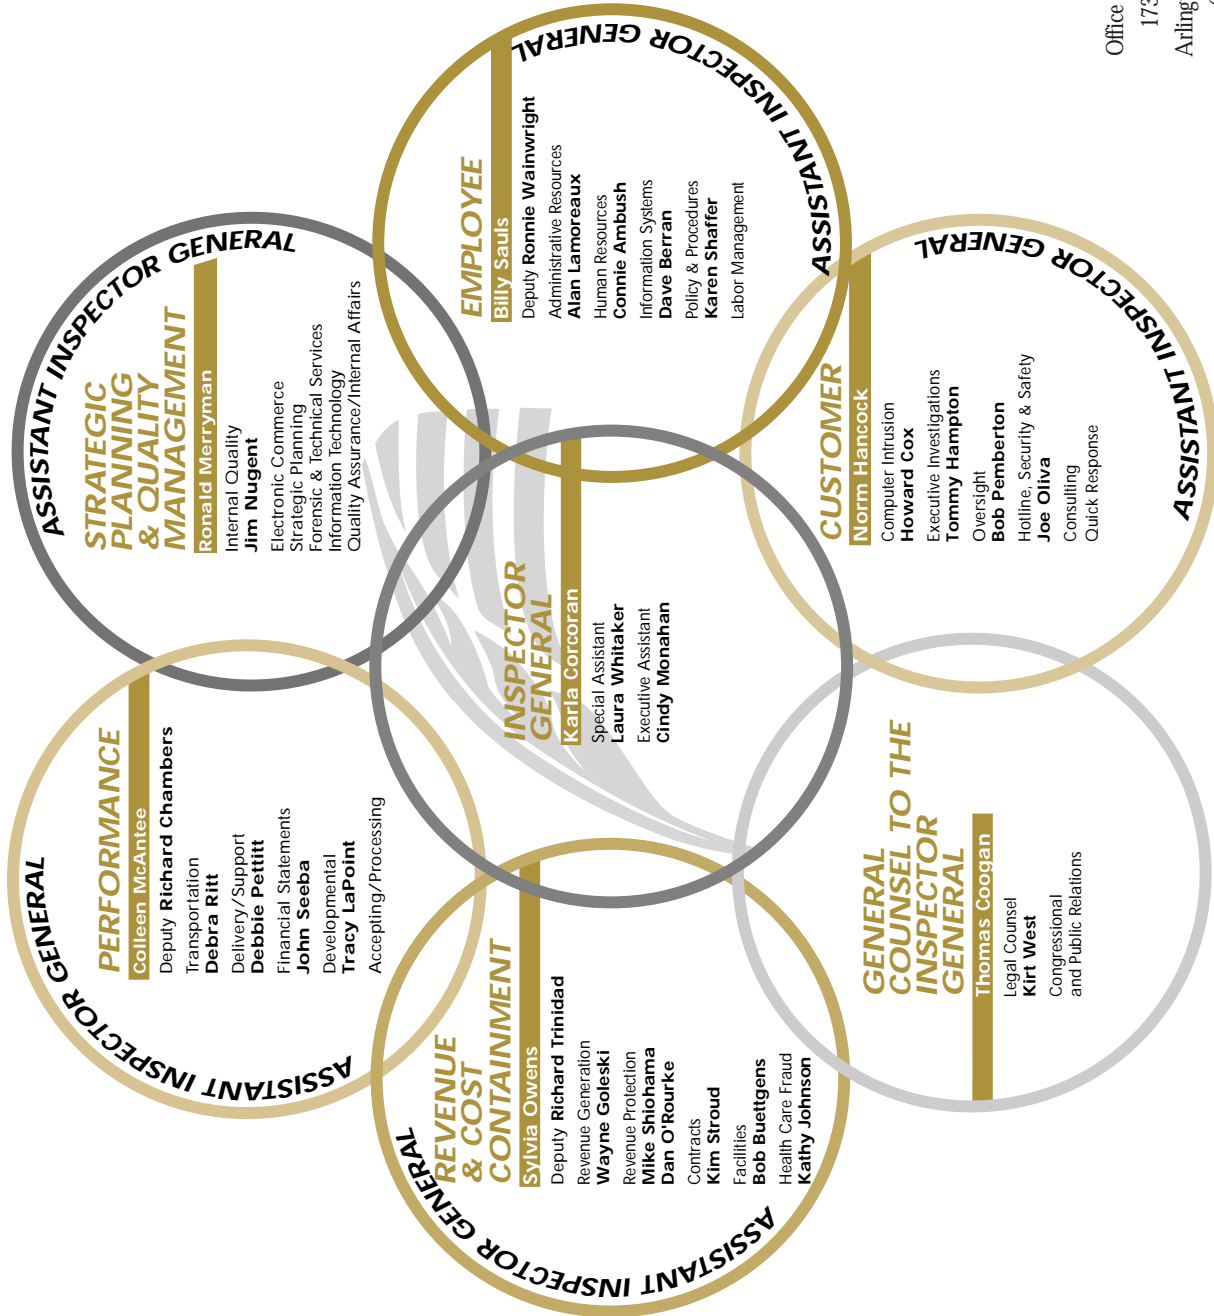 ASSISTANT INSPECTOR GENERAL
PERFORMANCE
Colleen McAntee
Deputy Richard Chambers
Transportation
Debra Ritt
Delivery/Support
Debbie Pettitt
Financial Statements
John Seeba
Developmental
Tracy LaPoint
Accepting/Processing
ASSISTANT INSPECTOR GENERAL
STRATEGIC
PLANNING
& QUALITY
MANAGEMENT
Ronald Merryman
Internal Quality
Jim Nugent
Electronic Commerce
Strategic Planning
Forensic & Technical Services
Information Technology
Quality Assurance/Internal Affairs
ASSISTANT INSPECTOR GENERAL
REVENUE
& COST
CONTAINMENT
Sylvia Owens
Deputy Richard Trinidad
Revenue Generation
Wayne Goleski
Revenue Protection
Mike Shiohama
Dan O'Rourke
Contracts
Kim Stroud
Facilities
Bob Buettgens
Health Care Fraud
Kathy Johnson
INSPECTOR
GENERAL
Karla Corcoran
Special Assistant
Laura Whitaker
Executive Assistant
Cindy Monahan
ASSISTANT INSPECTOR GENERAL
EMPLOYEE
Billy Sauls
Deputy Ronnie Wainwright
Administrative Resources
Alan Lamoreaux
Human Resources
Connie Ambush
Information Systems
Dave Berran
Policy & Procedures
Karen Shaffer
Labor Management
GENERAL
COUNSEL TO THE
INSPECTOR
GENERAL
Thomas Coogan
Legal Counsel
Kirt West
Congressional
and Public Relations
ASSISTANT INSPECTOR GENERAL
CUSTOMER
Norm Hancock
Computer Intrusion
Howard Cox
Executive Investigations
Tommy Hampton
Oversight
Bob Pemberton
Hotline, Security & Safety
Joe Oliva
Consulting
Quick Response
Office
173
Arling